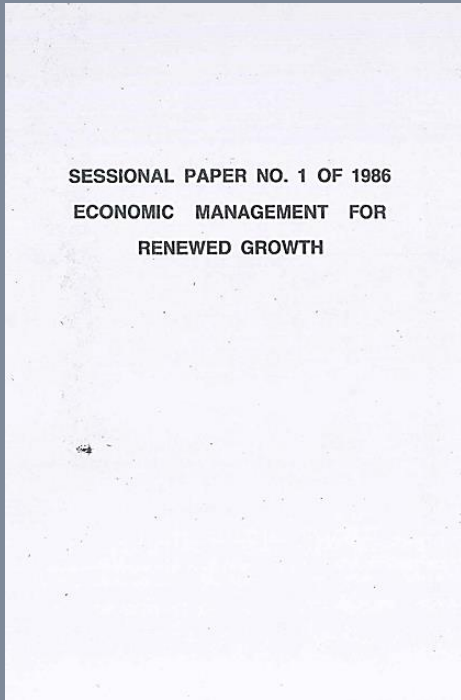 SESSIONAL PAPER NO. 1 OF 1986
ECONOMIC MANAGEMENT FOR
RENEWED GROWTH